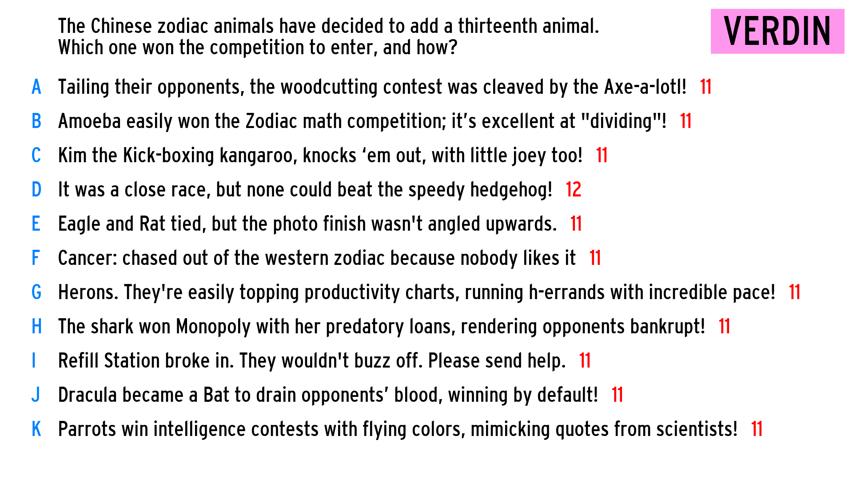 The Chinese zodiac animals have decided to add a thirteenth animal.
Which one won the competition to enter, and how?
VERDIN
A Tailing their opponents, the woodcutting contest was cleaved by the Axe-a-lotl! 11
B Amoeba easily won the Zodiac math competition; it's excellent at "dividing"! 11
C Kim the Kick-boxing kangaroo, knocks ‘em out, with little joey too! 11
D It was a close race, but none could beat the speedy hedgehog! 12
E Eagle and Rat tied, but the photo finish wasn't angled upwards. 11
F Cancer: chased out of the western zodiac because nobody likes it 11
G Herons. They're easily topping productivity charts, running h-errands with incredible pace! 11
H The shark won Monopoly with her predatory loans, rendering opponents bankrupt! 11
I Refill Station broke in. They wouldn't buzz off. Please send help. 11
J Dracula became a Bat to drain opponents’ blood, winning by default! 11
K Parrots win intelligence contests with flying colors, mimicking quotes from scientists! 11